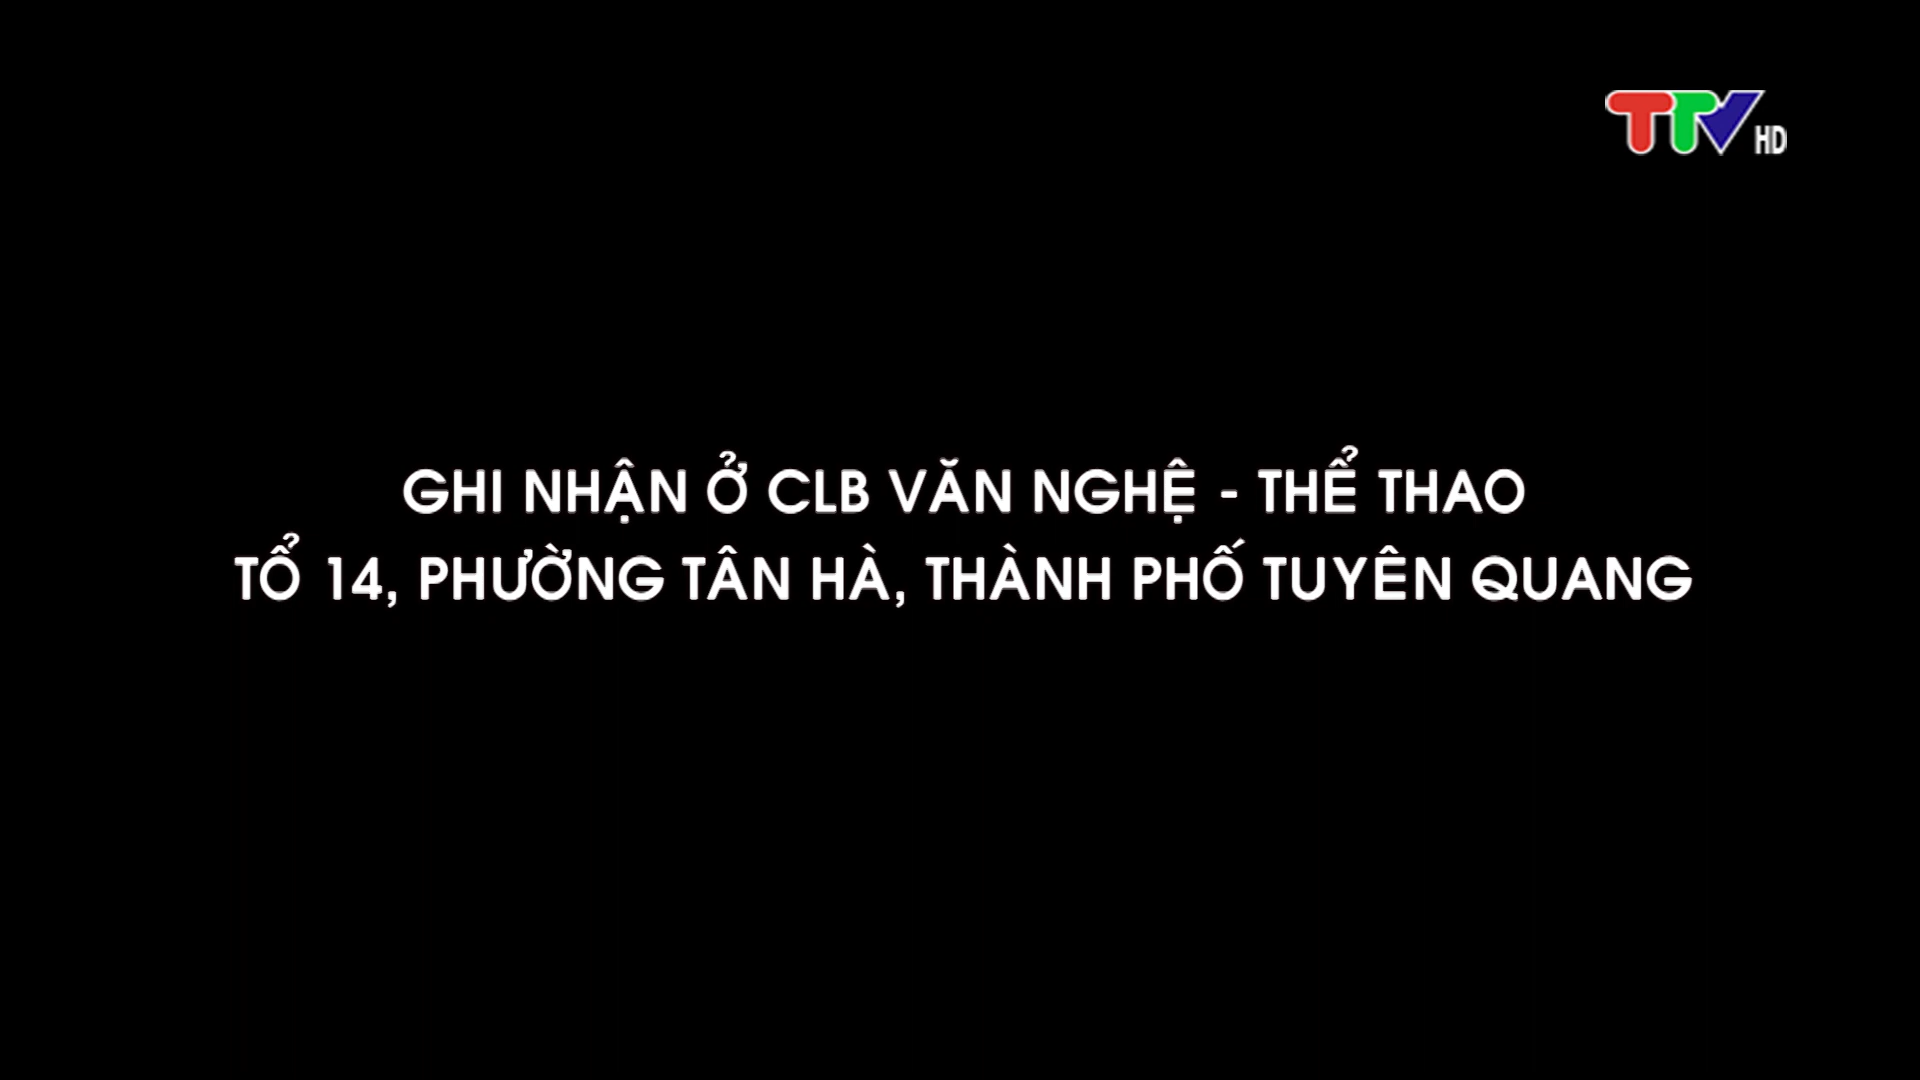 TTV HD
GHI NHẬN Ở CLB VĂN NGHỆ - THỂ THAO
TỔ 14, PHƯỜNG TÂN HÀ, THÀNH PHỐ TUYÊN QUANG